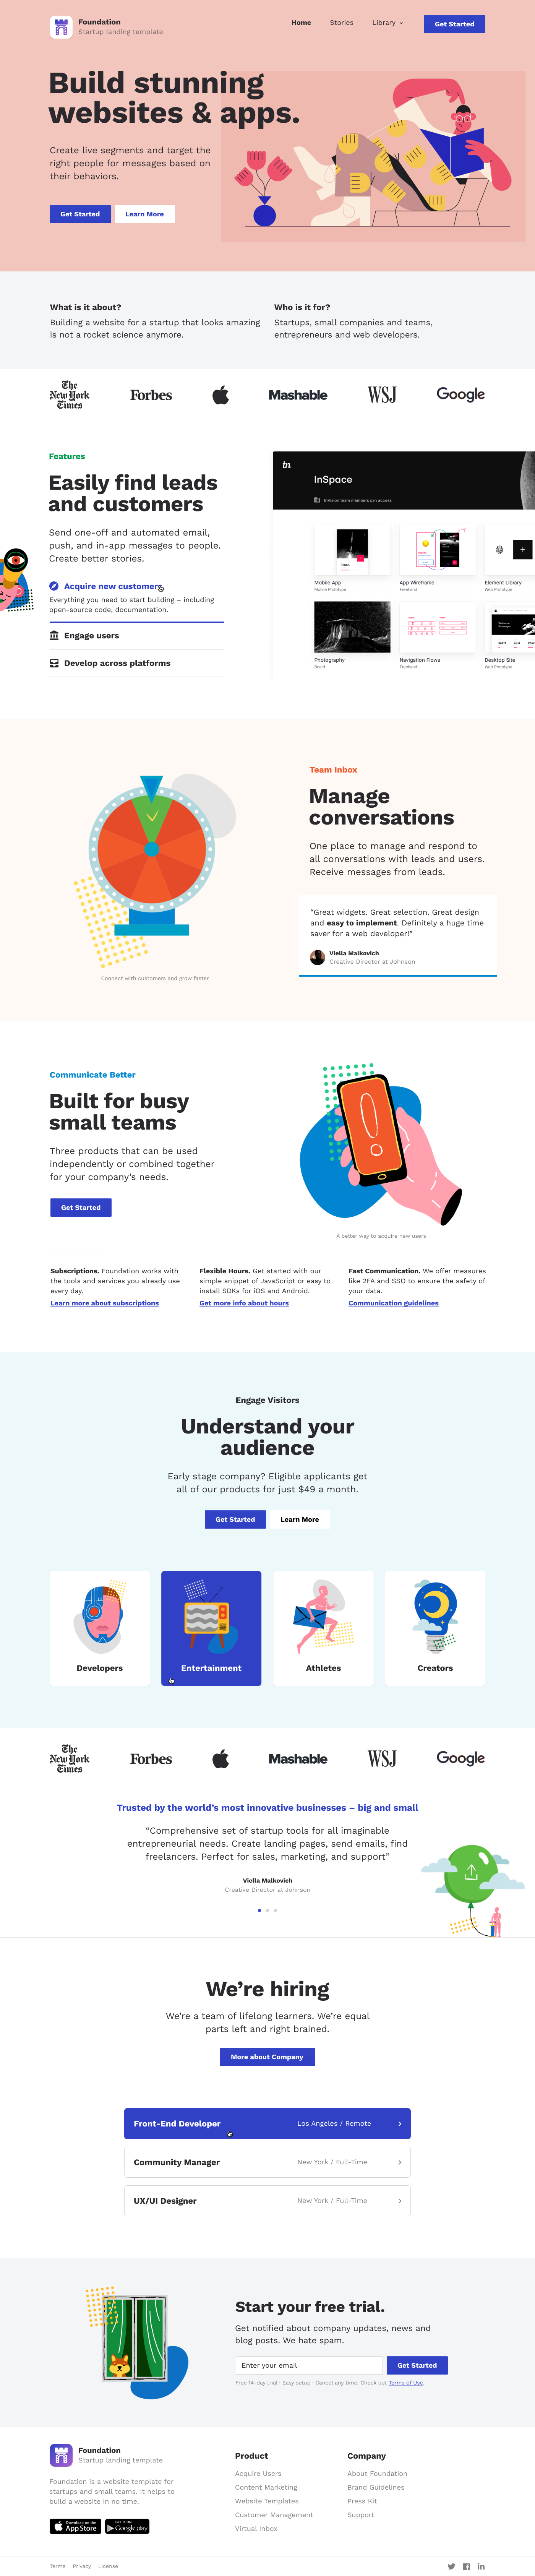 Foundation
Startup landing template
Home Stories Library Get Started
Build stunning
websites & apps.
Create live segments and target the
right people for messages based on
their behaviors.
Get Started Learn More
What is it about?
Building a website for a startup that looks amazing
is not a rocket science anymore.
Who is it for?
Startups, small companies and teams,
entrepreneurs and web developers.
The New York Times
Forbes
Mashable
WSJ
Google
Features
Easily find leads
and customers
Send one-off and automated email,
push, and in-app messages to people.
Create better stories.
Acquire new customers
Everything you need to start building – including
open-source code, documentation.
Engage users
Develop across platforms
in
InSpace
InVision team members can access
Mobile App
Mobile Prototype
App Wireframe
Freehand
Element Library
Web Prototype
Photography
Board
Navigation Flows
Freehand
Desktop Site
Web Prototype
Team Inbox
Manage
conversations
One place to manage and respond to
all conversations with leads and users.
Receive messages from leads.
“Great widgets. Great selection. Great design
and easy to implement. Definitely a huge time
saver for a web developer!”
Viella Malkovich
Creative Director at Johnson
Connect with customers and grow faster
Communicate Better
Built for busy
small teams
Three products that can be used
independently or combined together
for your company’s needs.
Get Started
A better way to acquire new users
Subscriptions. Foundation works with
the tools and services you already use
every day.
Learn more about subscriptions
Flexible Hours. Get started with our
simple snippet of JavaScript or easy to
install SDKs for iOS and Android.
Get more info about hours
Fast Communication. We offer measures
like 2FA and SSO to ensure the safety of
your data.
Communication guidelines
Engage Visitors
Understand your
audience
Early stage company? Eligible applicants get
all of our products for just $49 a month.
Get Started Learn More
Developers
Entertainment
Athletes
Creators
The New York Times
Forbes
Mashable
WSJ
Google
Trusted by the world’s most innovative businesses – big and small
“Comprehensive set of startup tools for all imaginable
entrepreneurial needs. Create landing pages, send emails, find
freelancers. Perfect for sales, marketing, and support”
Viella Malkovich
Creative Director at Johnson
We’re hiring
We’re a team of lifelong learners. We’re equal
parts left and right brained.
More about Company
Front-End Developer Los Angeles / Remote
Community Manager New York / Full-Time
UX/UI Designer New York / Full-Time
Start your free trial.
Get notified about company updates, news and
blog posts. We hate spam.
Enter your email Get Started
Free 14-day trial · Easy setup · Cancel any time. Check out Terms of Use.
Foundation
Startup landing template
Foundation is a website template for
startups and small teams. It helps to
build a website in no time.
Download on the App Store
GET IT ON Google play
Product
Acquire Users
Content Marketing
Website Templates
Customer Management
Virtual Inbox
Company
About Foundation
Brand Guidelines
Press Kit
Support
Terms Privacy License